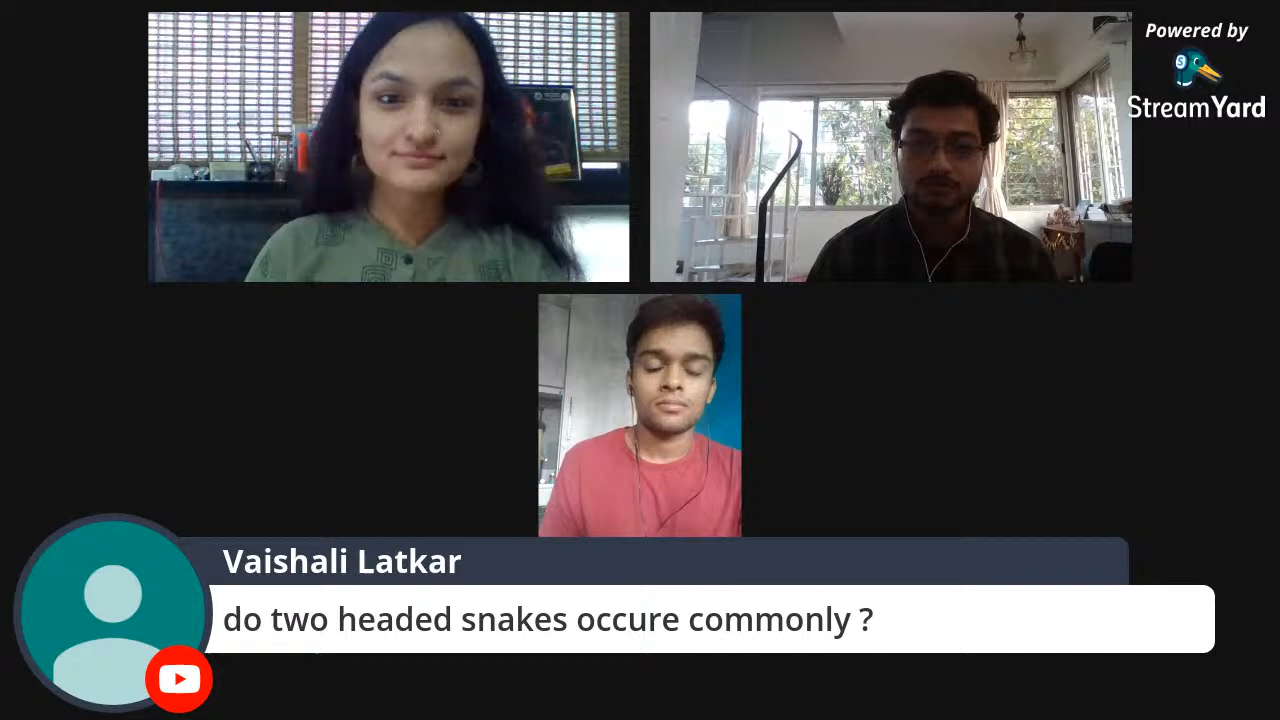 Powered by
StreamYard
Vaishali Latkar
do two headed snakes occure commonly ?